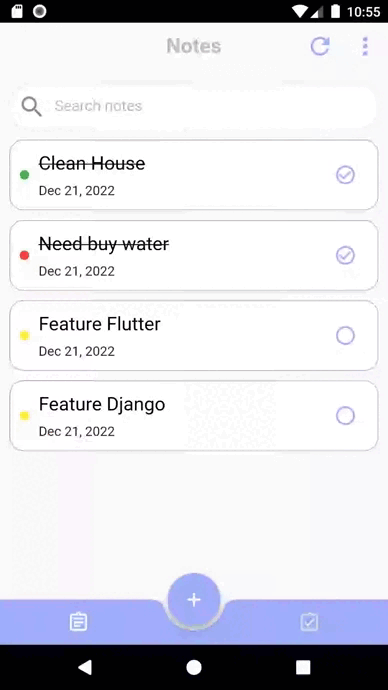 10:55
Notes
Search notes
Clean House
Dec 21, 2022
Need buy water
Dec 21, 2022
Feature Flutter
Dec 21, 2022
Feature Django
Dec 21, 2022